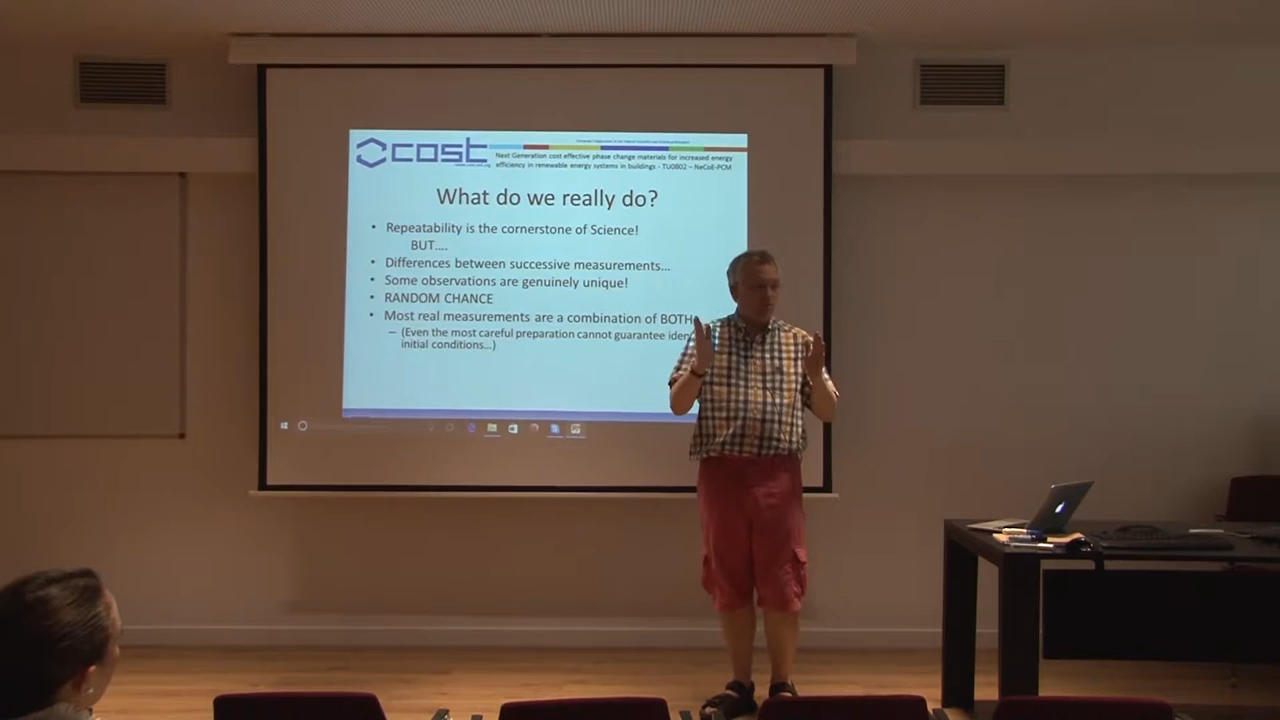 cost
Next Generation cost effective phase change materials for increased energy
efficiency in renewable energy systems in buildings - TU0802 – NeCoE-PCM
What do we really do?
• Repeatability is the cornerstone of Science!
BUT....
• Differences between successive measurements...
• Some observations are genuinely unique!
• RANDOM CHANCE
• Most real measurements are a combination of BOTH
– (Even the most careful preparation cannot guarantee iden
initial conditions...)